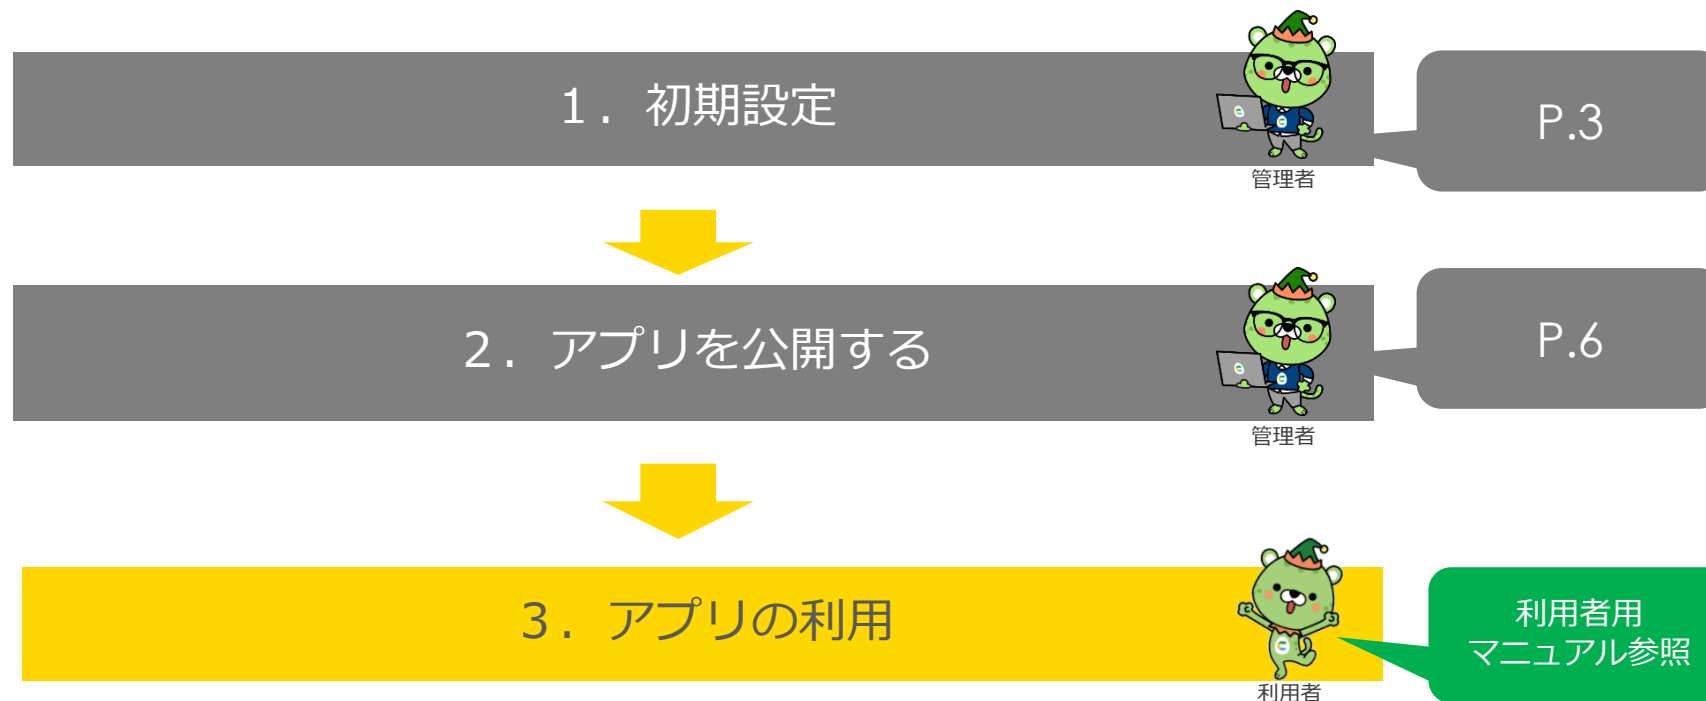 １．初期設定
管理者
P.3
２．アプリを公開する
管理者
P.6
３．アプリの利用
利用者
利用者用
マニュアル参照